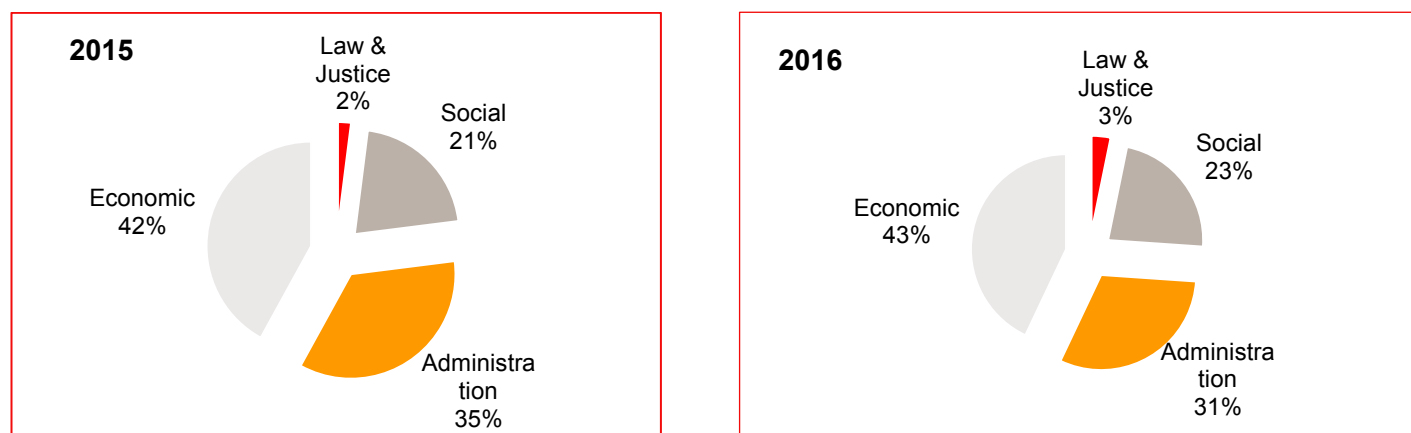 2015
Law &
Justice
2%
Social
21%
Economic
42%
Administra
tion
35%
2016
Law &
Justice
3%
Social
23%
Economic
43%
Administra
tion
31%